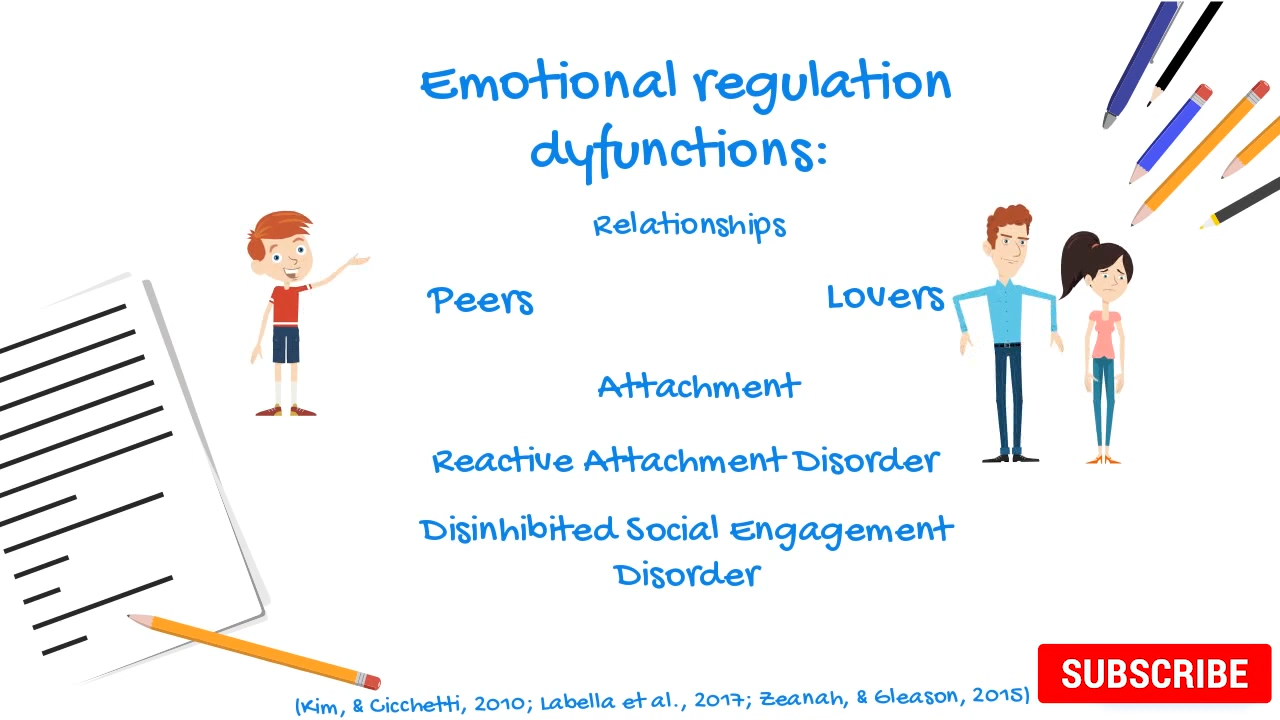 Emotional regulation
dyfunctions:
Relationships
Peers
Lovers
Attachment
Reactive Attachment Disorder
Disinhibited Social Engagement
Disorder
(Kim, & Cicchetti, 2010; Labella et al., 2017; Zeanah, & Gleason, 2015)
SUBSCRIBE